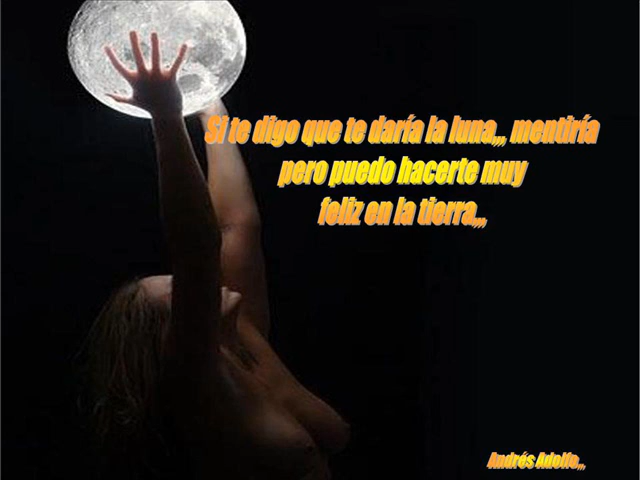 Si te digo que te daría la luna,,, mentiría
pero puedo hacerte muy
feliz en la tierra,,,
Andrés Adolfo,,,